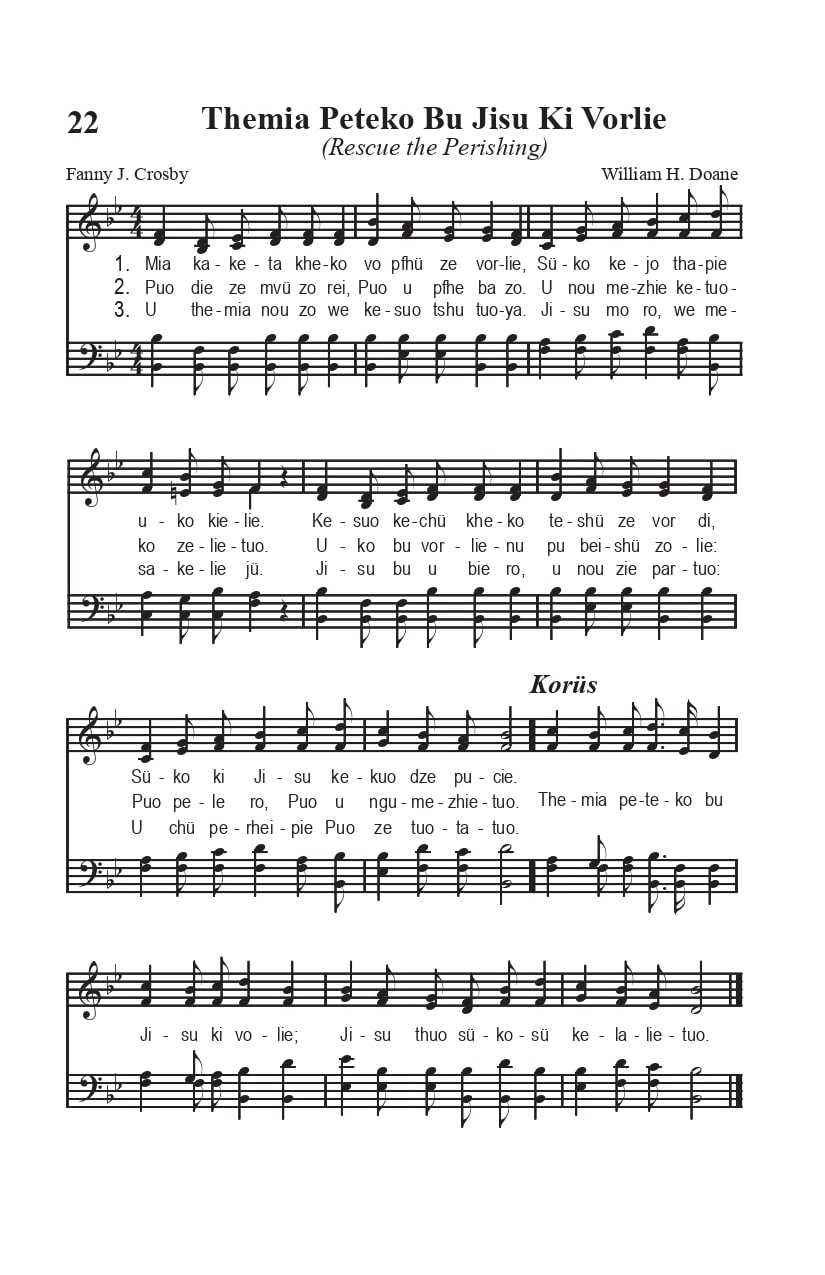 22 Themia Peteko Bu Jisu Ki Vorlie
(Rescue the Perishing)
Fanny J. Crosby William H. Doane
1. Mia ka-ke-ta khe-ko vo pfhü ze vor-lie, Sü-ko ke-jo tha-pie
2. Puo die ze mvü zo rei, Puo u pfhe ba zo. U nou me-zhie ke-tuo-
3. U the-mia nou zo we ke-suo tshu tuo-ya. Ji-su mo ro, we me-
u-ko kie-lie. Ke-suo ke-chü khe-ko te-shü ze vor di,
ko ze-lie-tuo. U-ko bu vor-lie-nu pu bei-shü zo-lie:
sa-ke-lie jü. Ji-su bu u bie ro, u nou zie par-tuo:
Korüs
Sü-ko ki Ji-su ke-kuo dze pu-cie.
Puo pe-le ro, Puo u ngu-me-zhie-tuo. The-mia pe-te-ko bu
U chü pe-rhei-pie Puo ze tuo-ta-tuo.
Ji-su ki vo-lie; Ji-su thuo sü-ko-sü ke-la-lie-tuo.